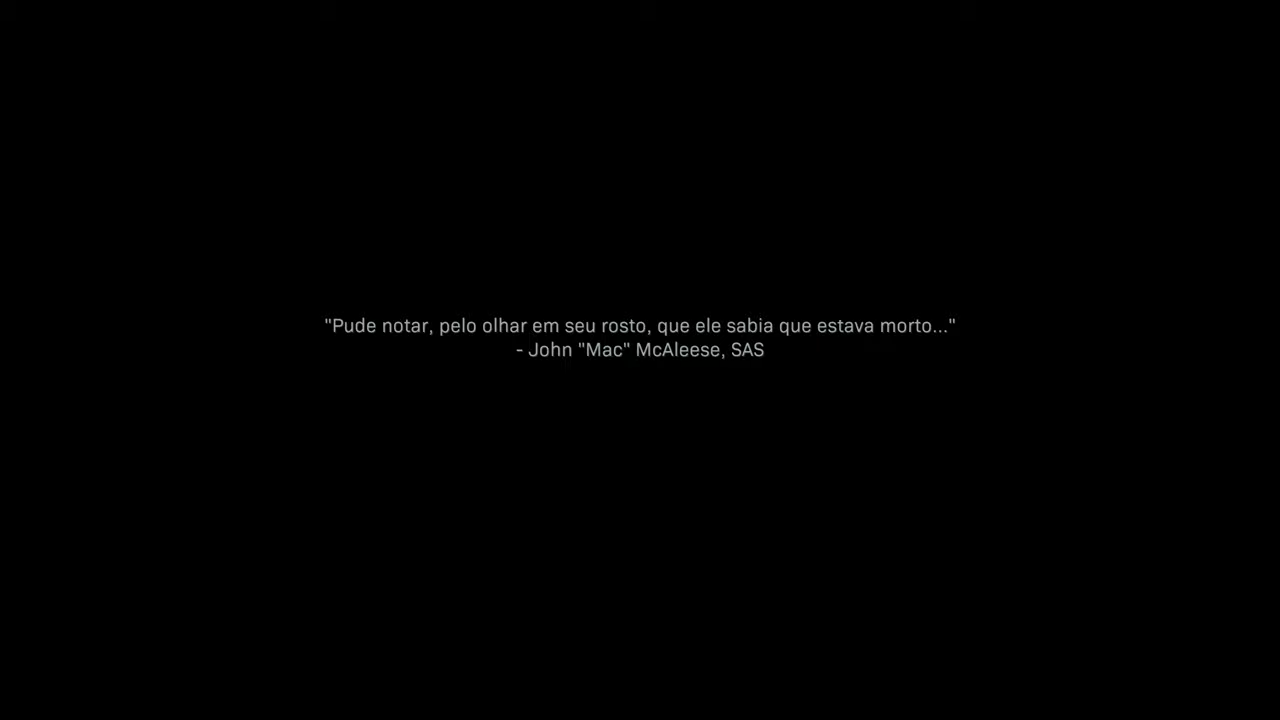 "Pude notar, pelo olhar em seu rosto, que ele sabia que estava morto..."
- John "Mac" McAleese, SAS